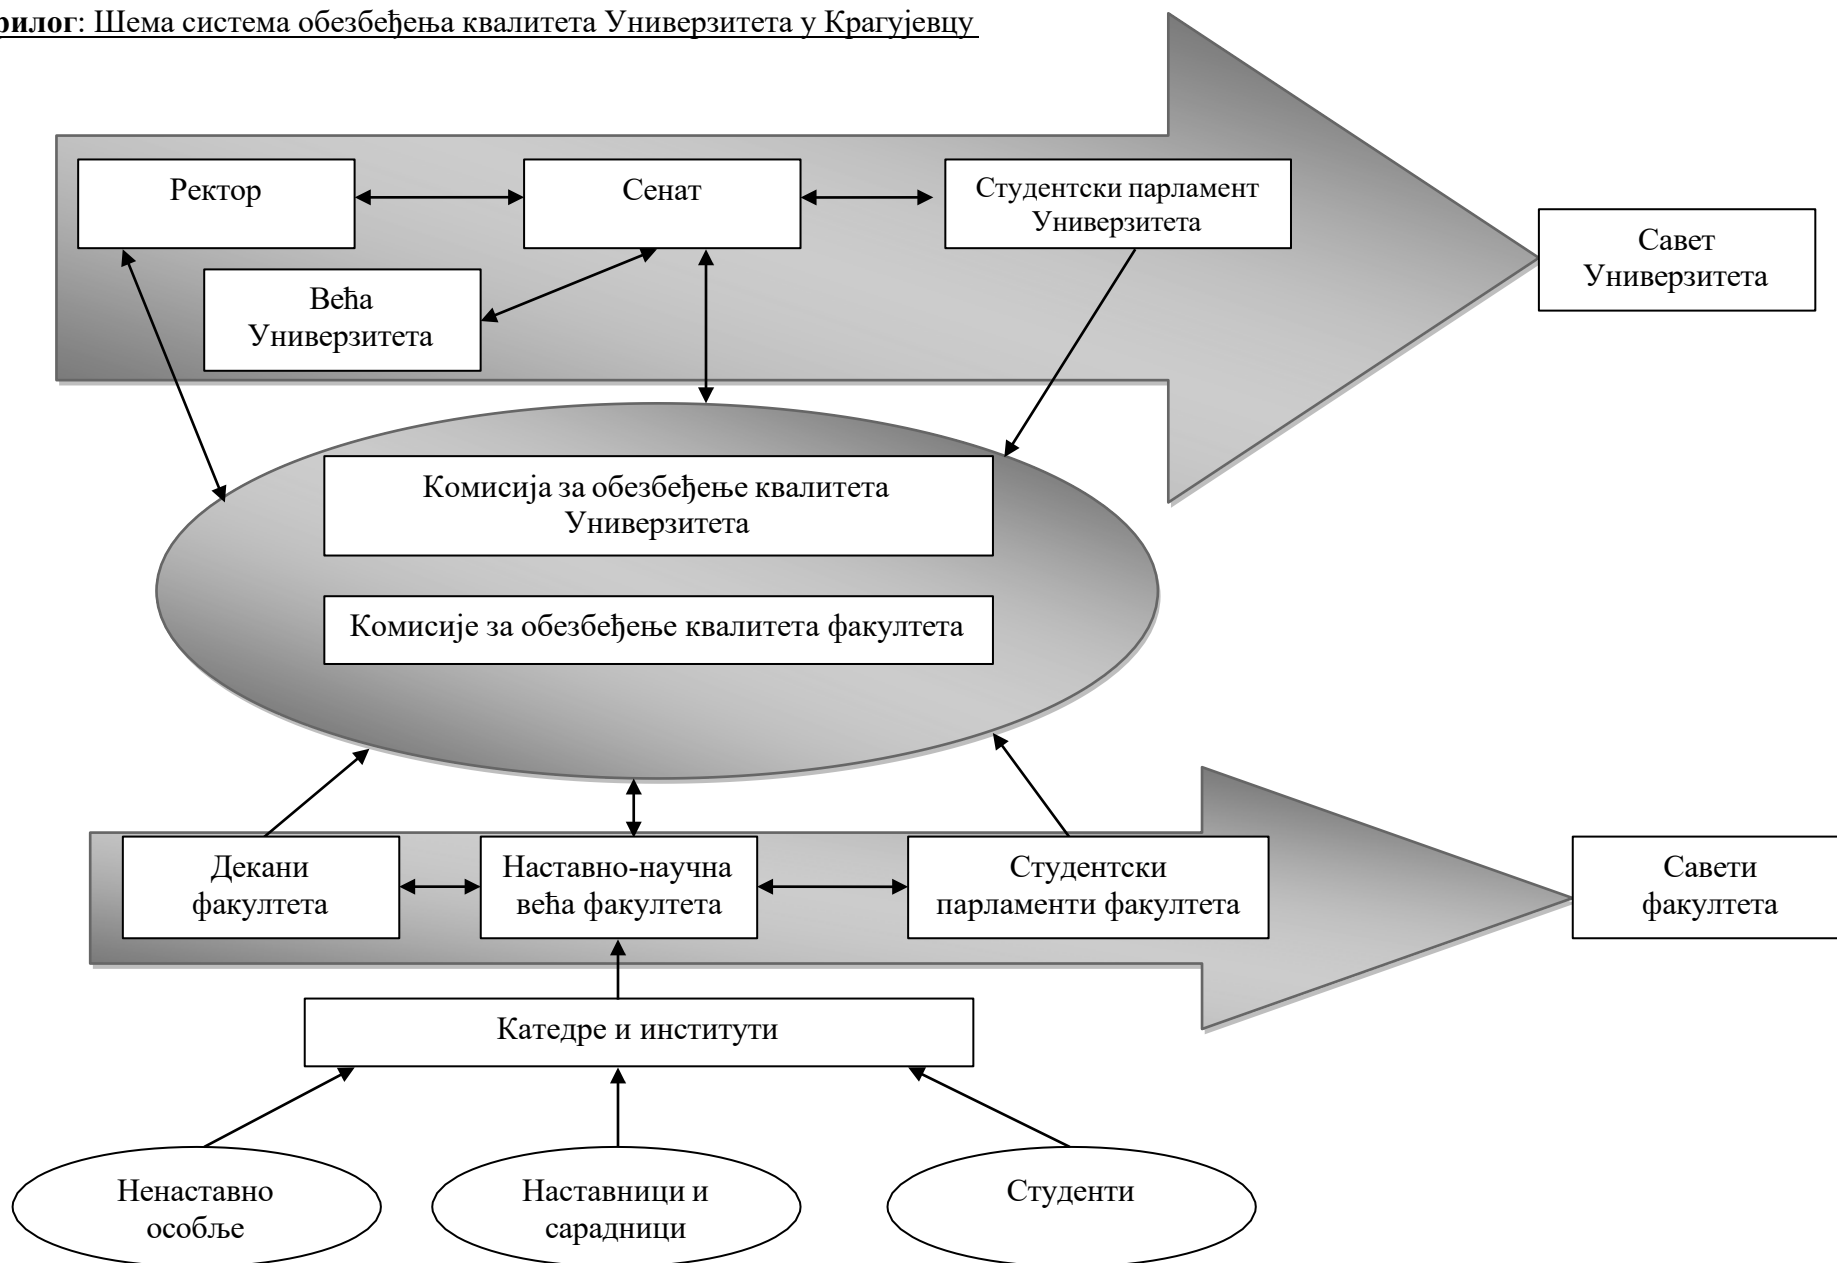 рилог: Шема система обезбеђења квалитета Универзитета у Крагујевцу
Ректор
Сенат
Студентски парламент
Универзитета
Савет
Универзитета
Већа
Универзитета
Комисија за обезбеђење квалитета
Универзитета
Комисије за обезбеђење квалитета факултета
Декани
факултета
Наставно-научна
већа факултета
Студентски
парламенти факултета
Савети
факултета
Катедре и институти
Ненаставно
особље
Наставници и
сарадници
Студенти